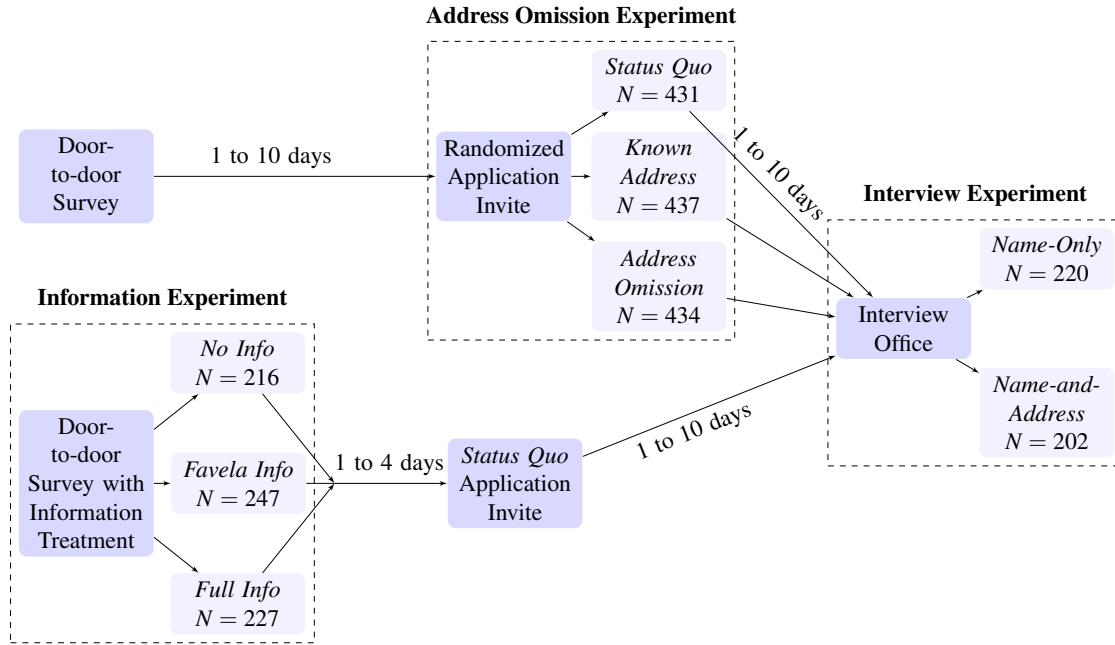 Address Omission Experiment
Status Quo
N = 431
Door-
to-door
Survey
1 to 10 days
Randomized
Application
Invite
Known
Address
N = 437
1 to 10 days
Address
Omission
N = 434
Interview Experiment
Name-Only
N = 220
Interview
Office
Name-and-
Address
N = 202
Information Experiment
No Info
N = 216
Door-
to-door
Survey with
Information
Treatment
Favela Info
N = 247
Full Info
N = 227
1 to 4 days
Status Quo
Application
Invite
1 to 10 days